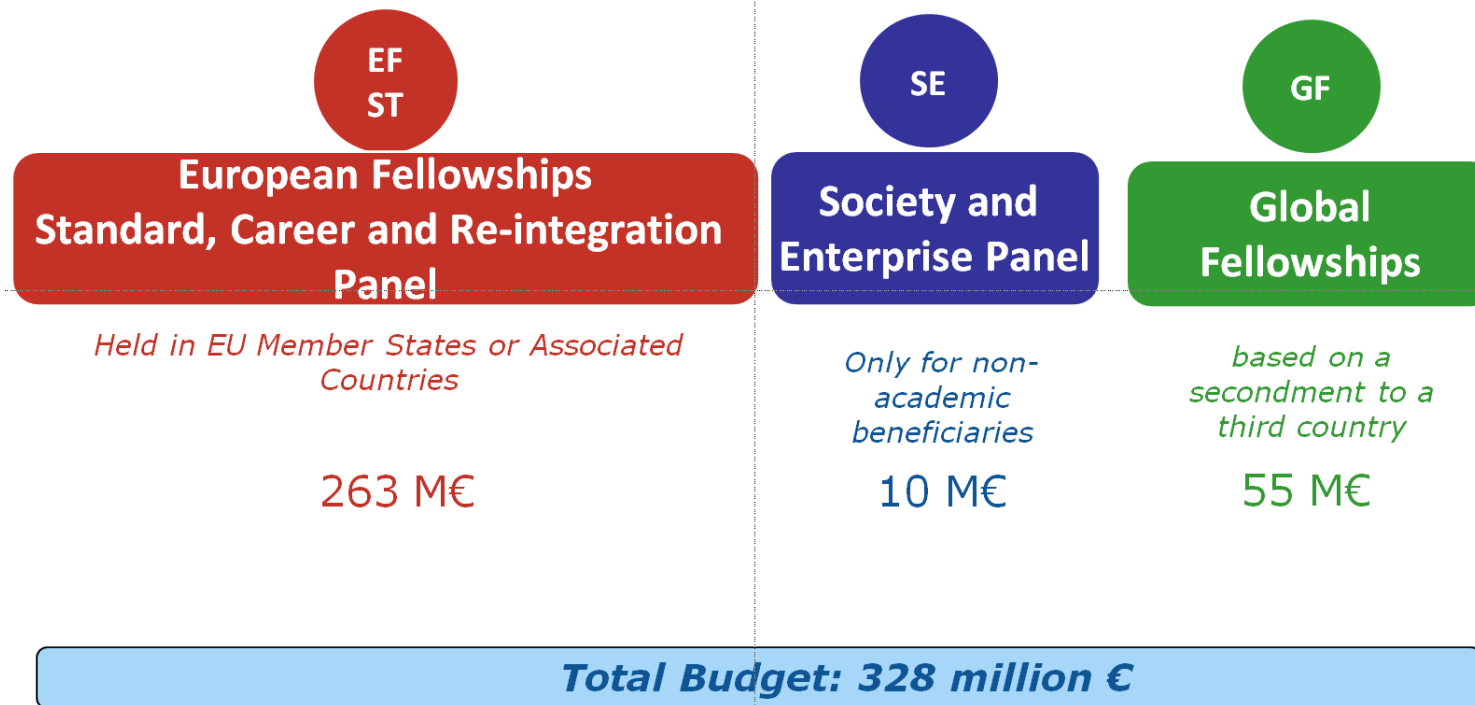 EF
ST
European Fellowships
Standard, Career and Re-integration
Panel
Held in EU Member States or Associated
Countries
263 M€
SE
Society and
Enterprise Panel
Only for non-
academic
beneficiaries
10 M€
GF
Global
Fellowships
based on a
secondment to a
third country
55 M€
Total Budget: 328 million €